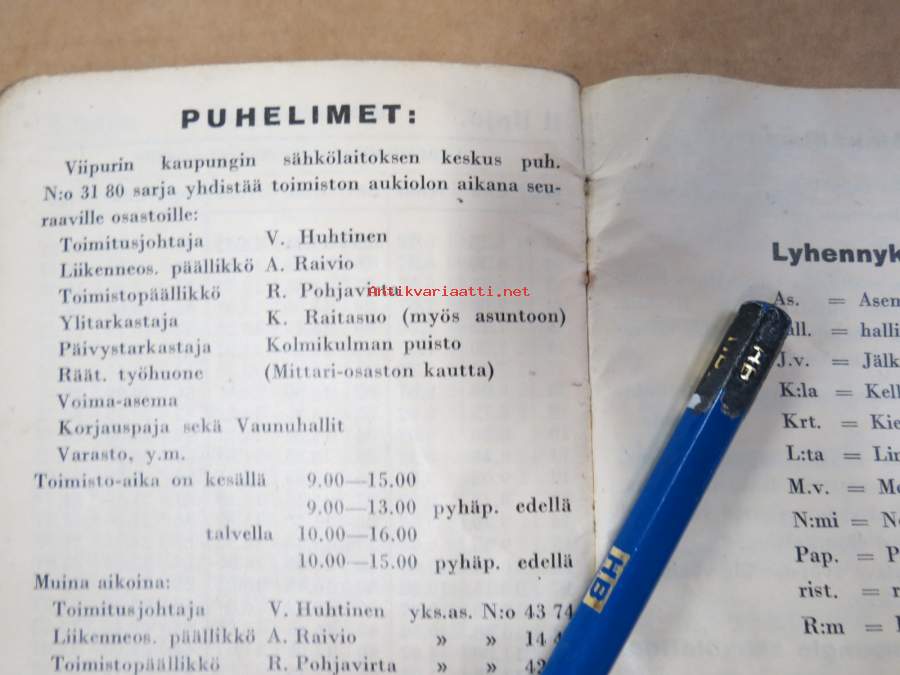 PUHELIMET:
Viipurin kaupungin sähkölaitoksen keskus puh.
N:o 31 80 sarja yhdistää toimiston aukiolon aikana seu-
raaville osastoille:
Toimitusjohtaja V. Huhtinen
Liikenneos. päällikkö A. Raivio
Toimistopäällikkö R. Pohjavirta
Ylitarkastaja K. Raitasuo (myös asuntoon)
Päivystarkastaja Kolmikulman puisto
Räät. työhuone (Mittari-osaston kautta)
Voima-asema
Korjauspaja sekä Vaunuhallit
Varasto, y.m.
Toimisto-aika on kesällä 9.00—15.00
9.00—13.00 pyhäp. edellä
talvella 10.00—16.00
10.00—15.00 pyhäp. edellä
Muina aikoina:
Toimitusjohtaja V. Huhtinen yks.as. N:o 43 74
Liikenneos. päällikkö A. Raivio » » 14
Toimistopäällikkö R. Pohjavirta » »
Antikvariaatti.net
Lyhennyk
As. = Asem
= halli
J.v. = Jälk
K:la = Kell
Krt. = Kie
L:ta = Lin
M.v. = Me
N:mi = N
Pap. = P
rist. = r
R:m =
HB
HB